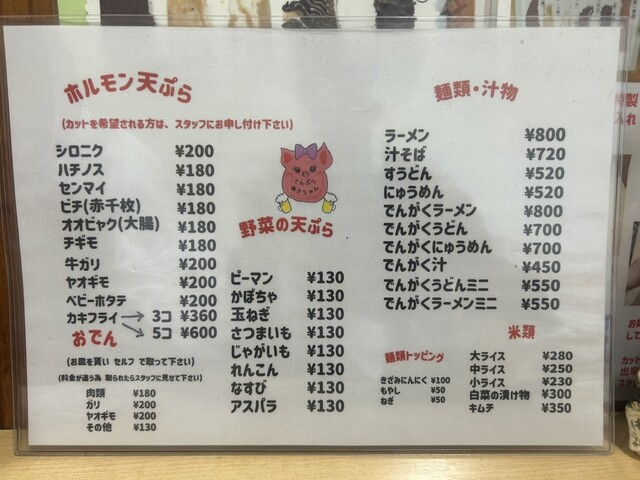 ホルモン天ぷら
(カットを希望される方は、スタッフにお申し付け下さい)
シロニク ¥200
ハチノス ¥180
センマイ ¥180
ビチ(赤千枚) ¥180
オオビャク(大腸) ¥180
チギモ ¥180
牛ガリ ¥200
ヤオギモ ¥200
ベビーホタテ ¥200
カキフライ → 3コ ¥360
→ 5コ ¥600
おでん
(お皿を貰い セルフ で取って下さい)
(料金が違う為 取られたらスタッフに見せて下さい)
肉類 ¥180
ガリ ¥200
ヤオギモ ¥200
その他 ¥130
てんぷら
あきちゃん
野菜の天ぷら
ピーマン ¥130
かぼちゃ ¥130
玉ねぎ ¥130
さつまいも ¥130
じゃがいも ¥130
れんこん ¥130
なすび ¥130
アスパラ ¥130
麺類・汁物
ラーメン ¥800
汁そば ¥720
すうどん ¥520
にゅうめん ¥520
でんがくラーメン ¥800
でんがくうどん ¥700
でんがくにゅうめん ¥700
でんがく汁 ¥450
でんがくうどんミニ ¥550
でんがくラーメンミニ ¥550
麺類トッピング
きざみにんにく ¥100
もやし ¥50
ねぎ ¥50
米類
大ライス ¥280
中ライス ¥250
小ライス ¥230
白菜の漬け物 ¥300
キムチ ¥350